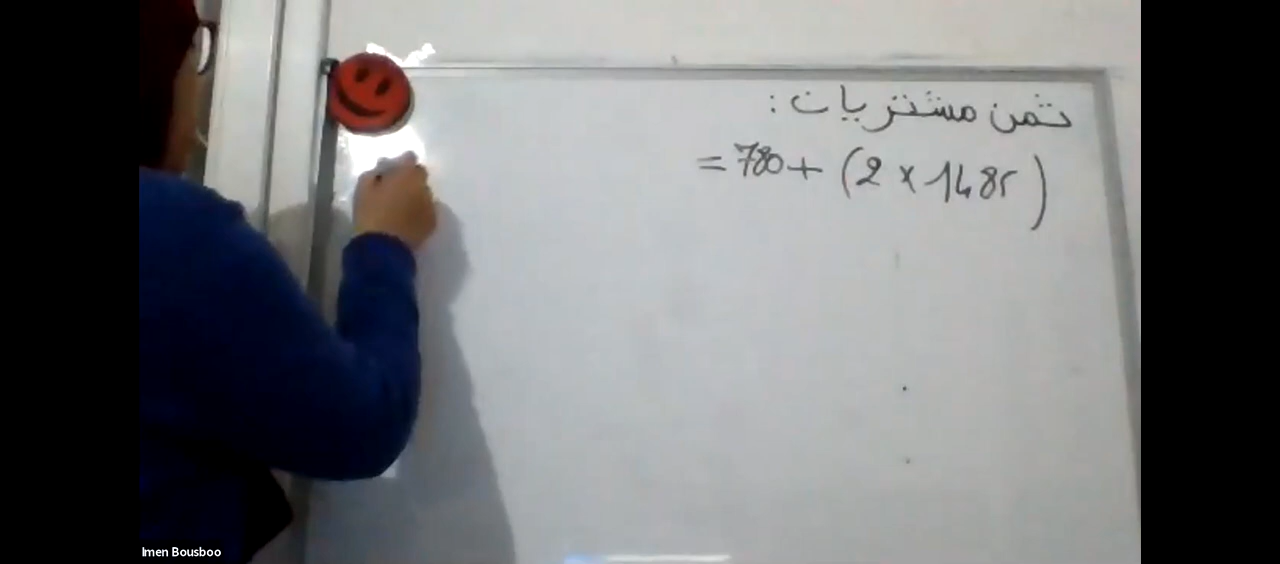 ثمن مشتريات :
= 780 + (2 x 1485)
Imen Bousboo